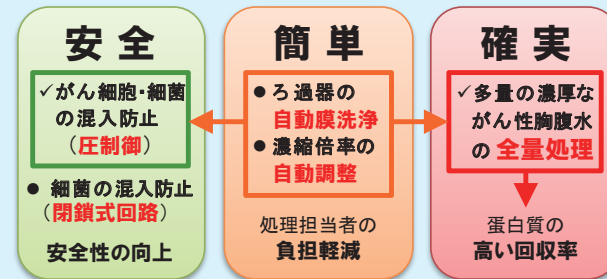 安全
✓がん細胞・細菌
の混入防止
（圧制御）
● 細菌の混入防止
（閉鎖式回路）
安全性の向上
簡単
● ろ過器の
自動膜洗浄
● 濃縮倍率の
自動調整
処理担当者の
負担軽減
確実
✓多量の濃厚な
がん性胸腹水
の 全量処理
蛋白質の
高い回収率